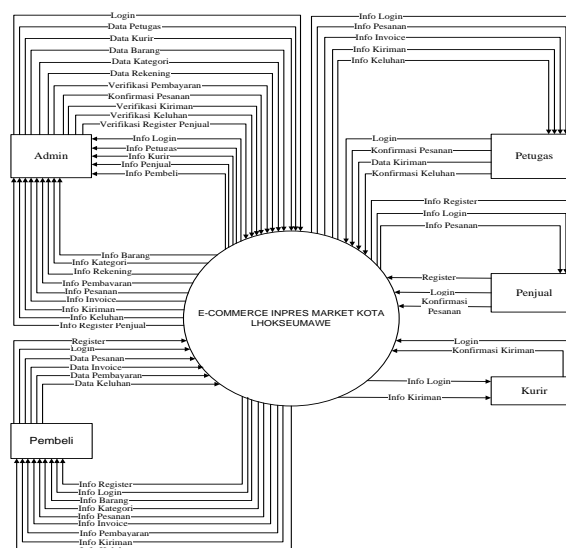 Login
Data Petugas
Data Kurir
Data Barang
Data Kategori
Data Rekening
Verifikasi Pembayaran
Konfirmasi Pesanan
Verifikasi Kiriman
Verifikasi Keluhan
Verifikasi Register Penjual
Admin
Info Login
Info Petugas
Info Kurir
Info Penjual
Info Pembeli
Info Barang
Info Kategori
Info Rekening
Info Pembayaran
Info Pesanan
Info Invoice
Info Kiriman
Info Keluhan
Info Register Penjual
Info Login
Info Pesanan
Info Invoice
Info Kiriman
Info Keluhan
Login
Konfirmasi Pesanan
Data Kiriman
Konfirmasi Keluhan
Petugas
Info Register
Info Login
Info Pesanan
Register
Login
Konfirmasi
Pesanan
Penjual
E-COMMERCE INPRES MARKET KOTA
LHOKSEUMAWE
Login
Konfirmasi Kiriman
Info Login
Info Kiriman
Kurir
Register
Login
Data Pesanan
Data Invoice
Data Pembayaran
Data Keluhan
Pembeli
Info Register
Info Login
Info Barang
Info Kategori
Info Pesanan
Info Invoice
Info Pembayaran
Info Kiriman